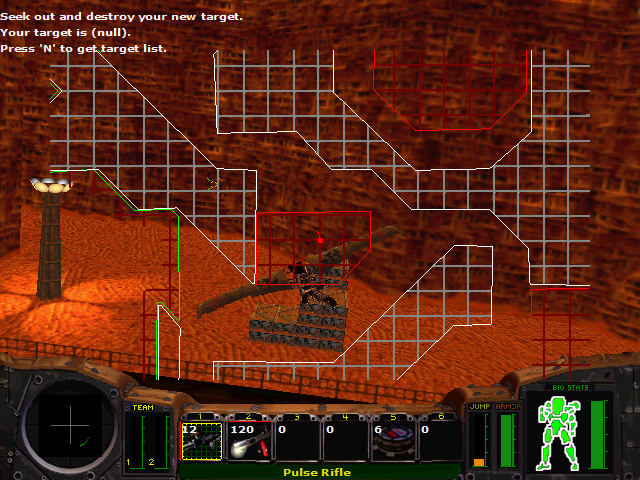 Seek out and destroy your new target.
Your target is (null).
Press 'N' to get target list.
TEAM
1 2
1 2 3 4 5 6
12 120 0 0 6 0
Pulse Rifle
JUMP ARMOR
BIO STATS